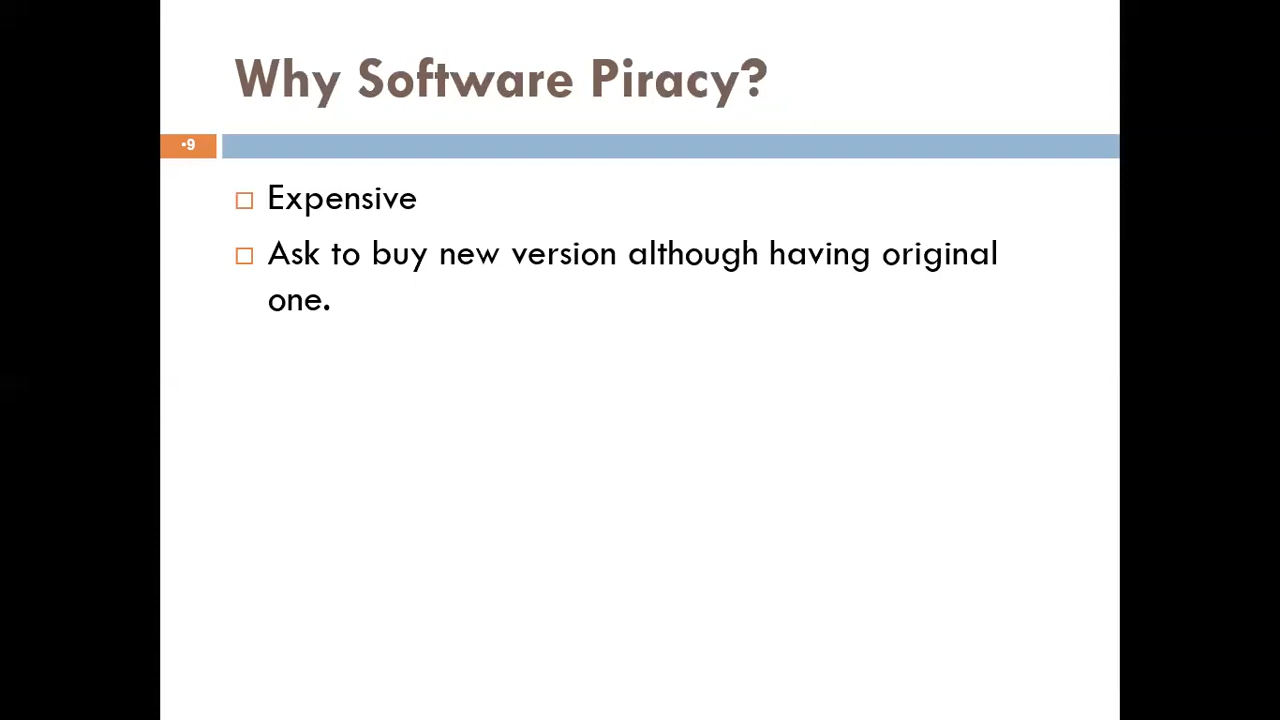 Why Software Piracy?
•9
Expensive
Ask to buy new version although having original
one.